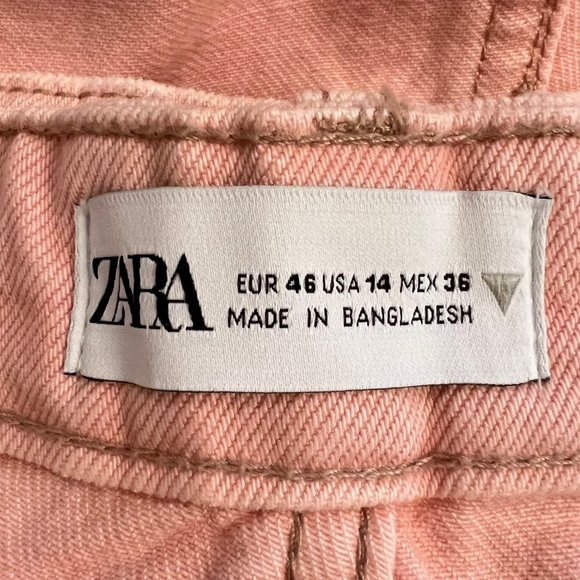 ZARA
EUR 46 USA 14 MEX 36
MADE IN BANGLADESH